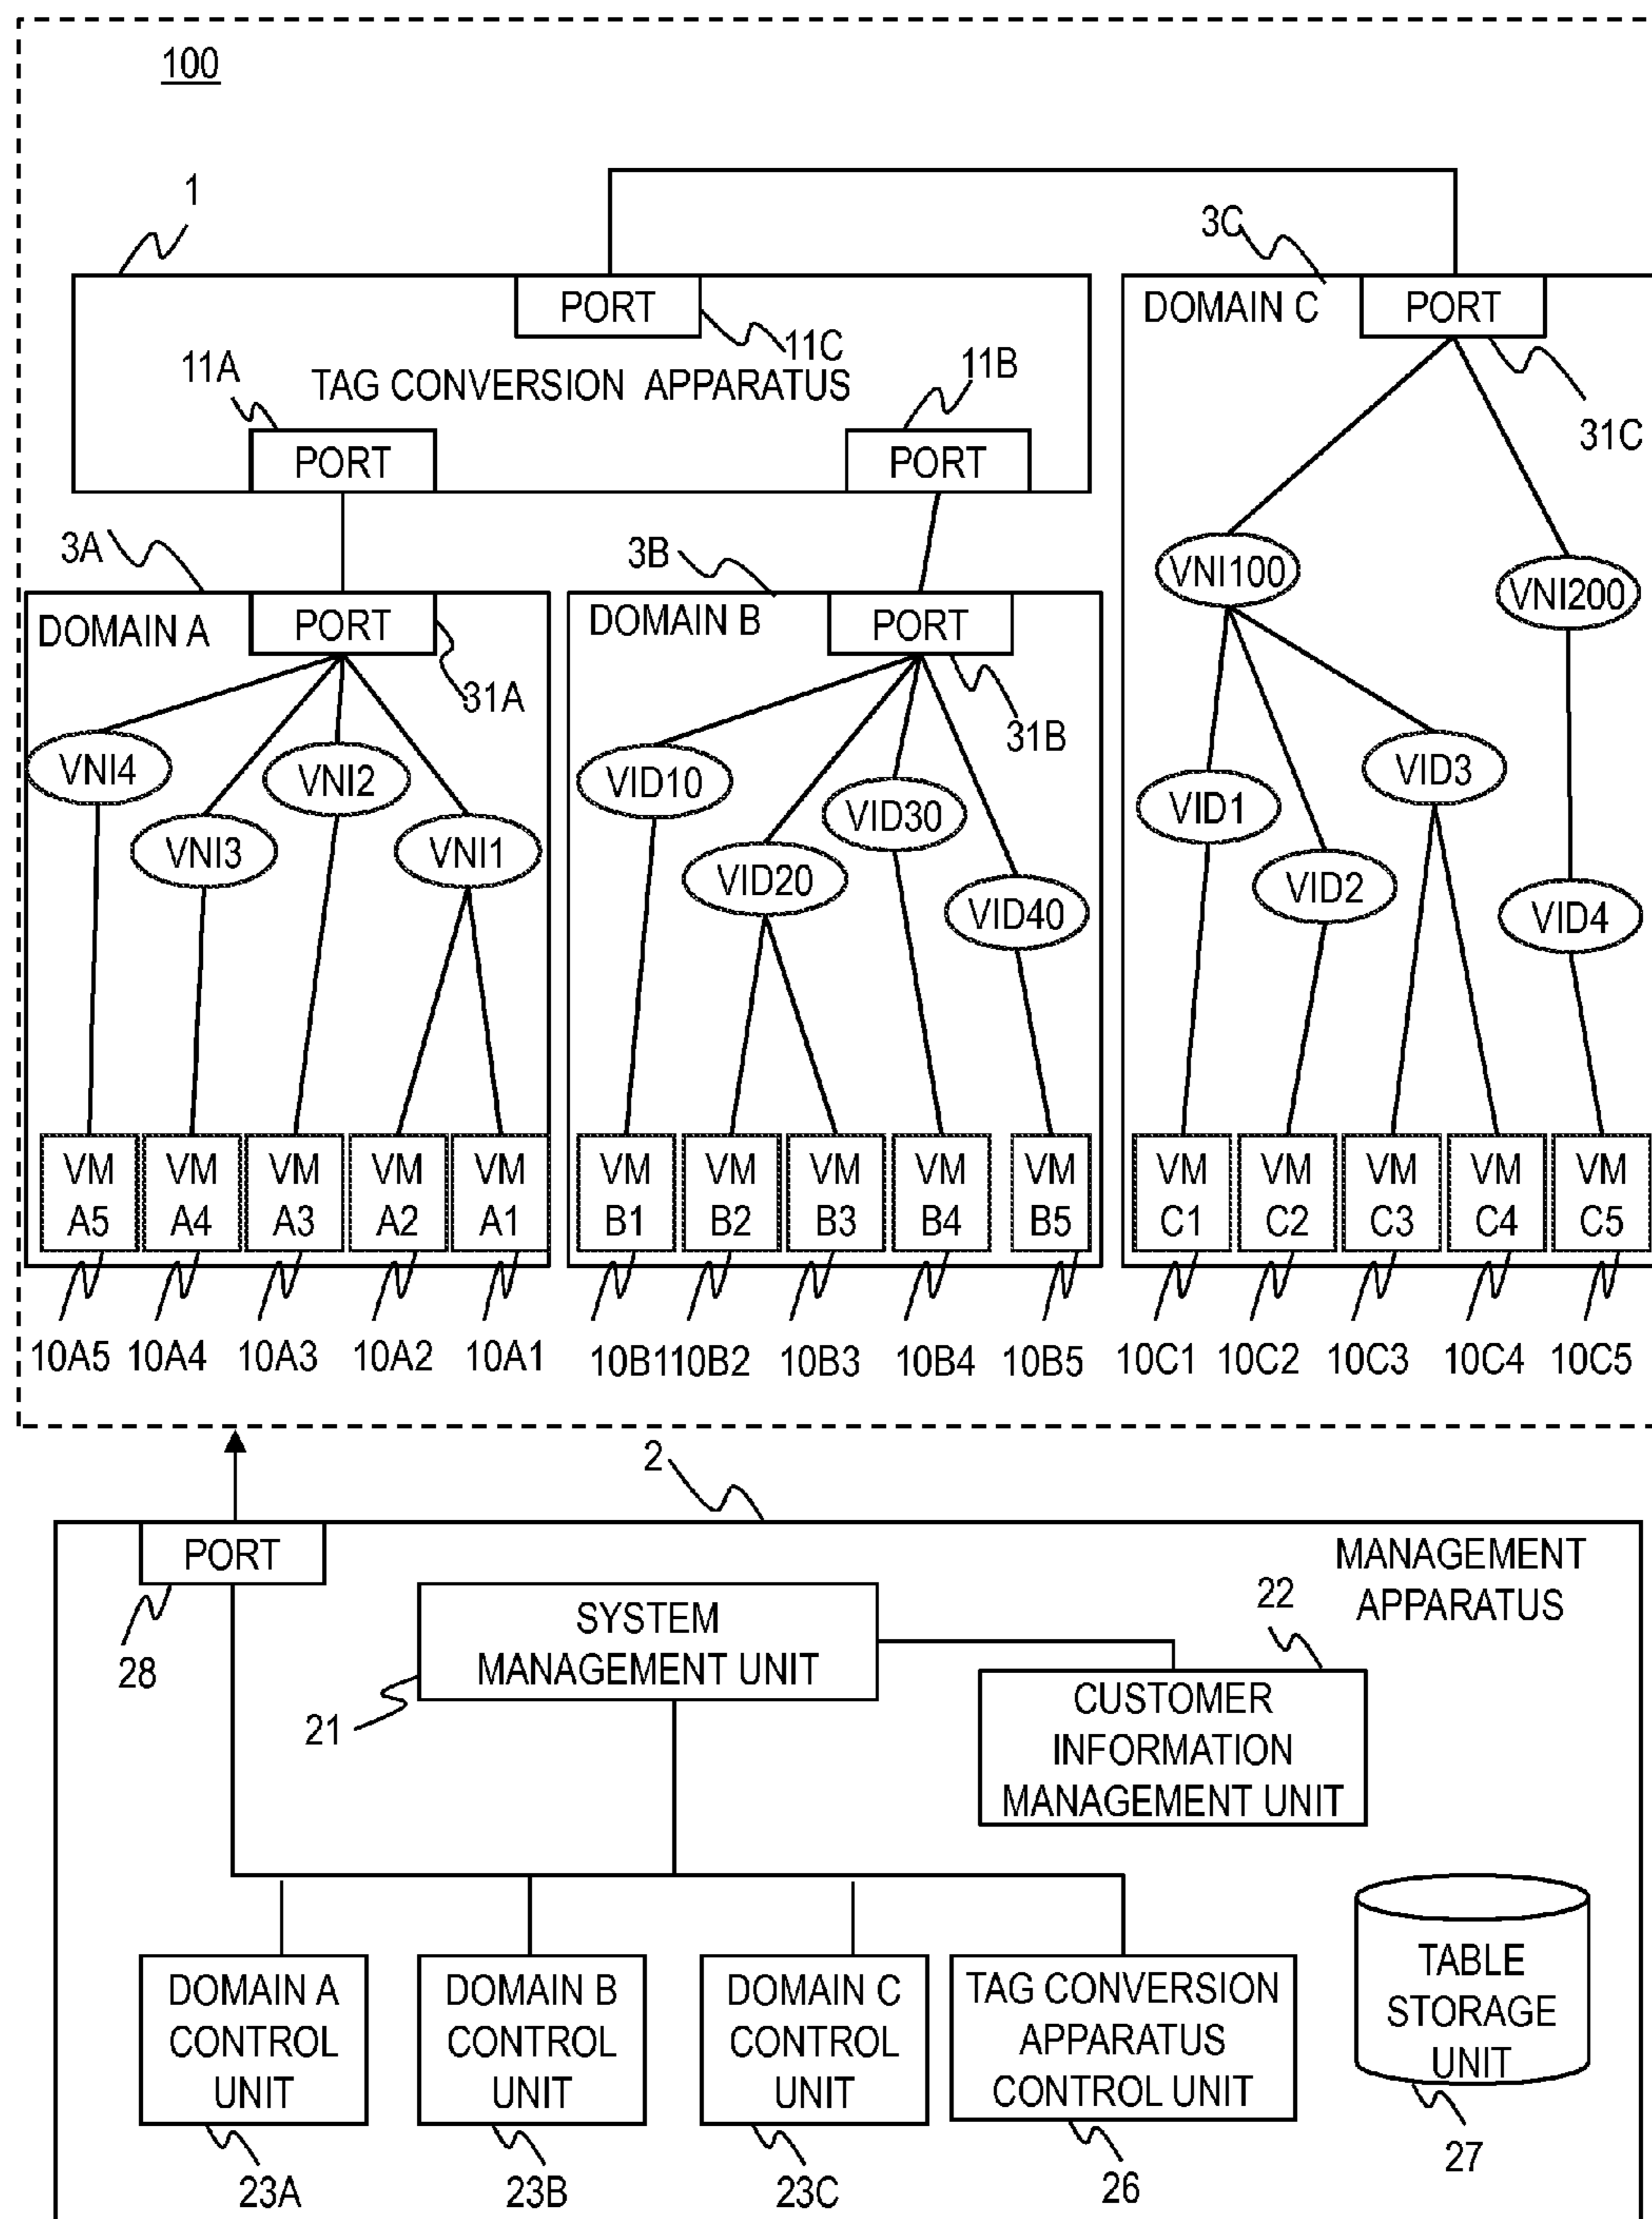 100
1
3C
PORT
DOMAIN C
PORT
11C
11A
11B
TAG CONVERSION APPARATUS
31C
PORT
PORT
3A
3B
VNI100
VNI200
DOMAIN A
PORT
DOMAIN B
PORT
31A
31B
VNI4
VNI2
VID10
VID3
VNI3
VNI1
VID30
VID1
VID20
VID2
VID40
VID4
VM A5
VM A4
VM A3
VM A2
VM A1
VM B1
VM B2
VM B3
VM B4
VM B5
VM C1
VM C2
VM C3
VM C4
VM C5
10A5 10A4 10A3 10A2 10A1 10B110B2 10B3 10B4 10B5 10C1 10C2 10C3 10C4 10C5
2
PORT
MANAGEMENT
APPARATUS
28
SYSTEM
MANAGEMENT UNIT
21
22
CUSTOMER
INFORMATION
MANAGEMENT UNIT
DOMAIN A
CONTROL
UNIT
DOMAIN B
CONTROL
UNIT
DOMAIN C
CONTROL
UNIT
TAG CONVERSION
APPARATUS
CONTROL UNIT
TABLE
STORAGE
UNIT
23A
23B
23C
26
27